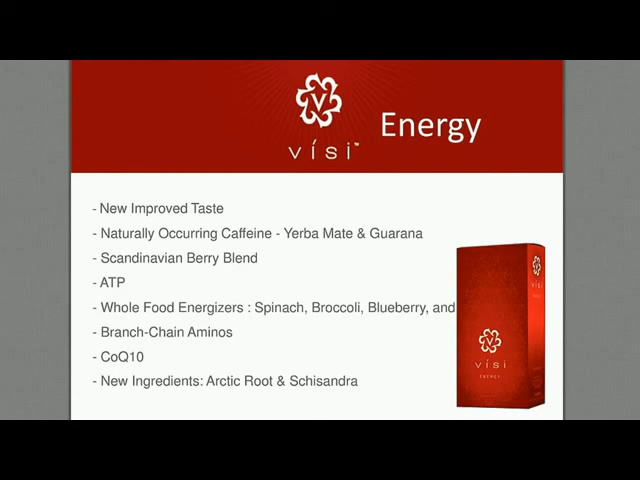 Energy
vísi™
- New Improved Taste
- Naturally Occurring Caffeine - Yerba Mate & Guarana
- Scandinavian Berry Blend
- ATP
- Whole Food Energizers : Spinach, Broccoli, Blueberry, and
- Branch-Chain Aminos
- CoQ10
- New Ingredients: Arctic Root & Schisandra
vísi
ENERGY